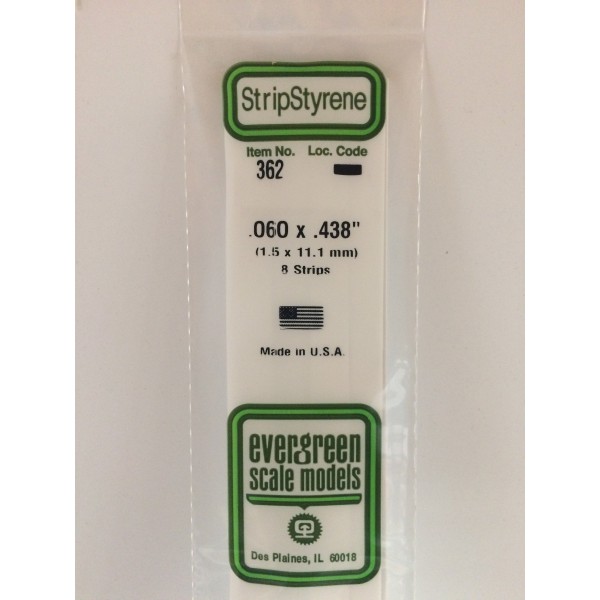 StripStyrene
Item No. Loc. Code
362
.060 x .438"
(1.5 x 11.1 mm)
8 Strips
Made in U.S.A.
evergreen
scale models
Des Plaines, IL 60018